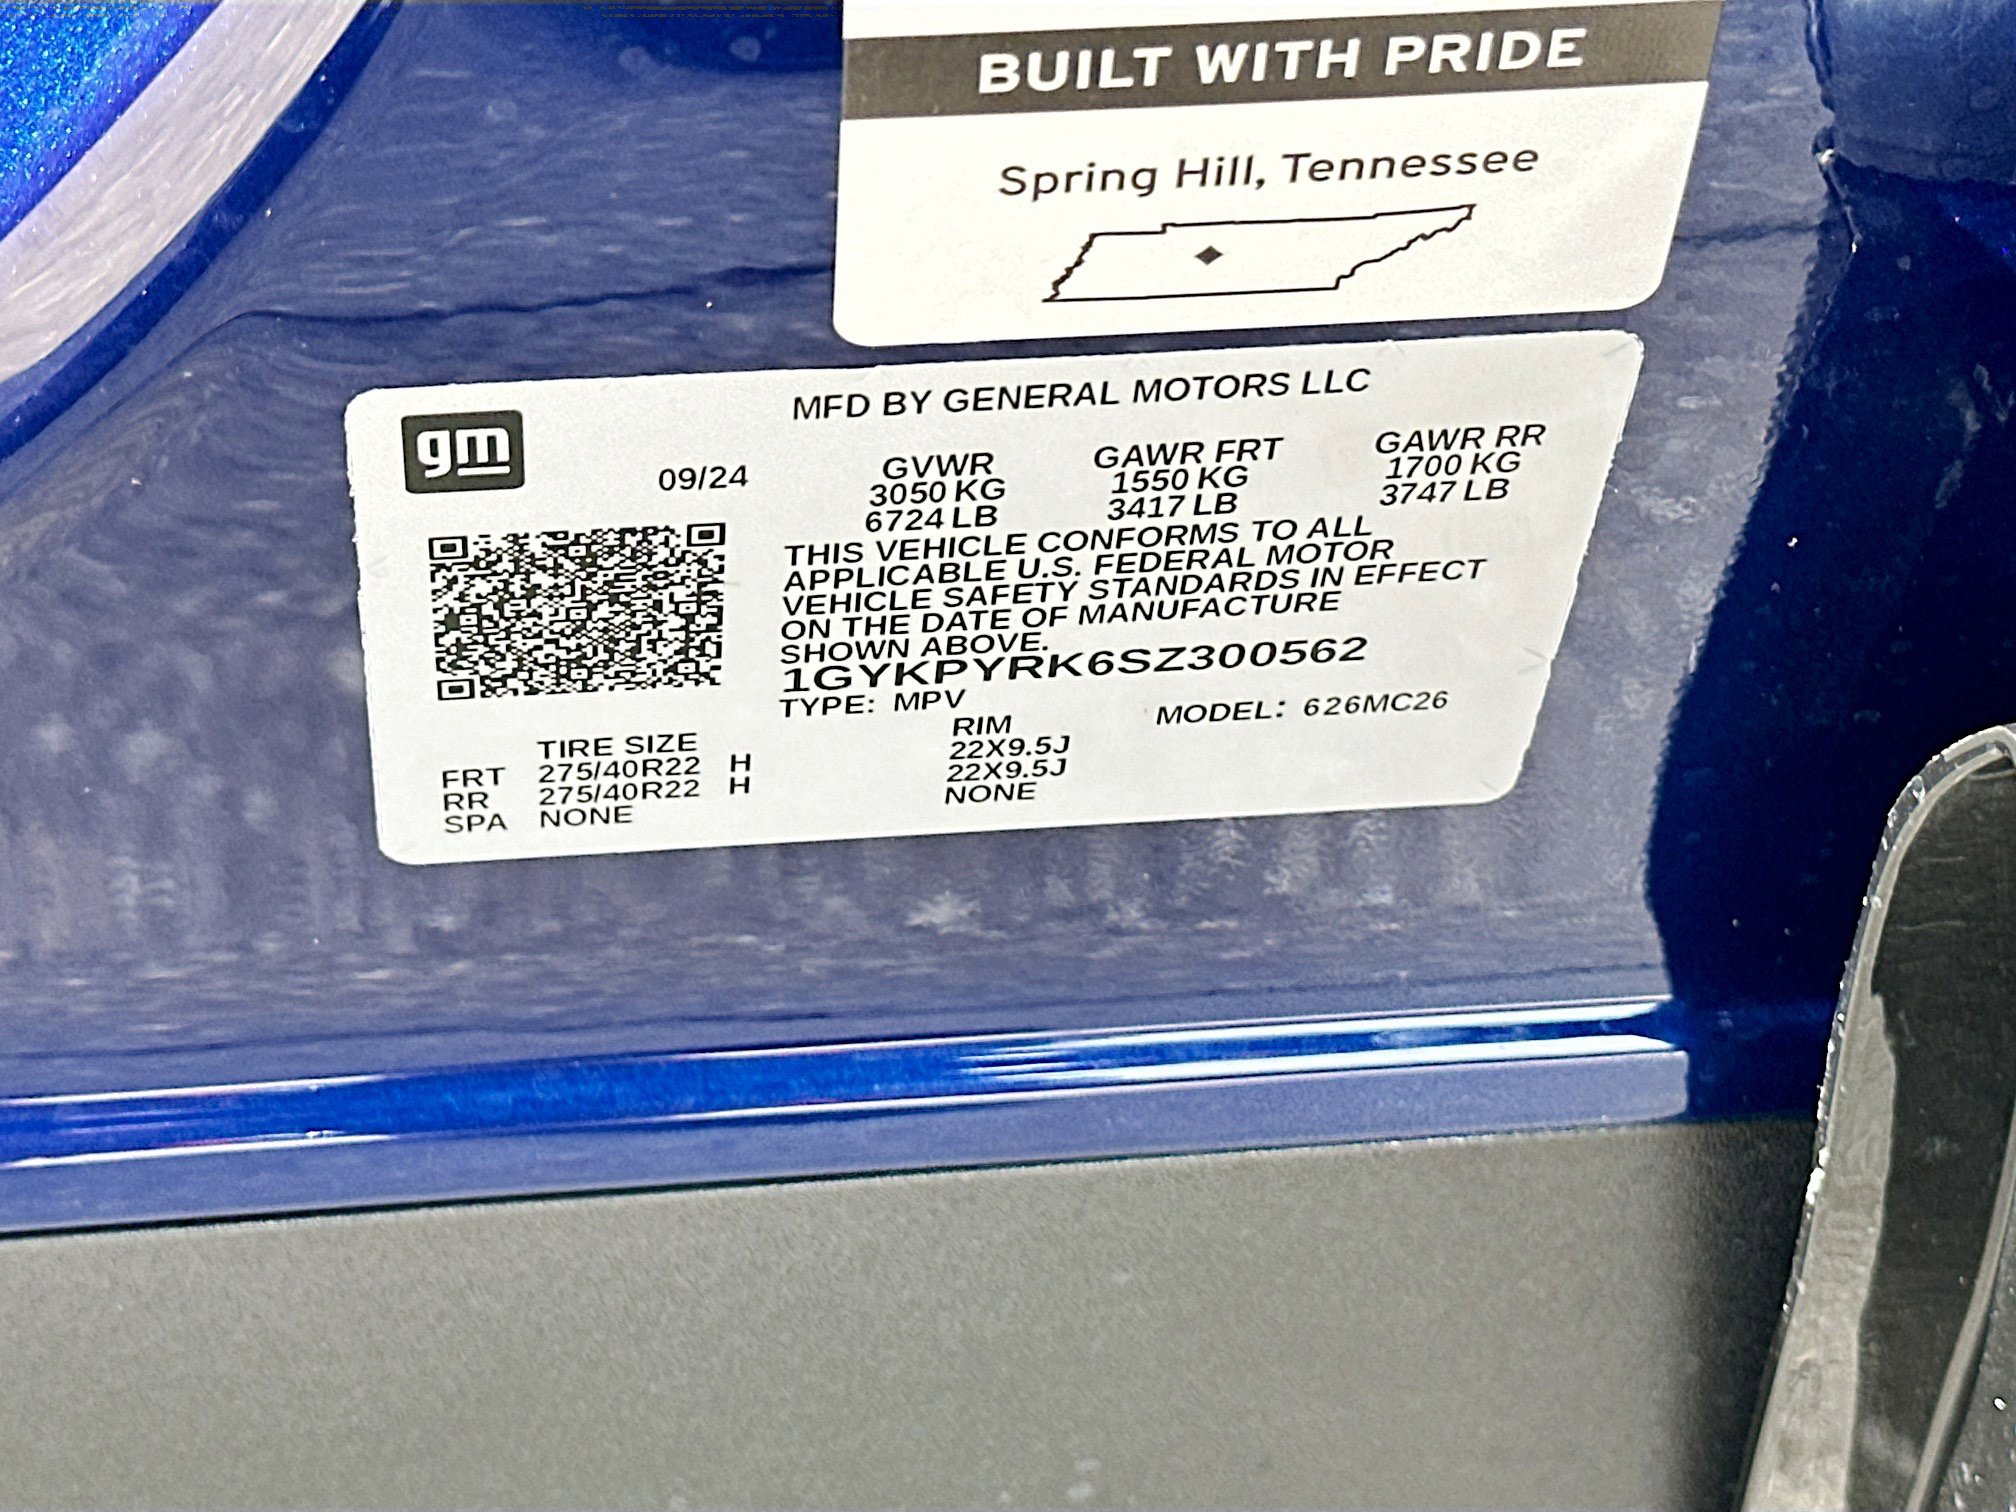 BUILT WITH PRIDE
Spring Hill, Tennessee
gm
MFD BY GENERAL MOTORS LLC
09/24
GVWR GAWR FRT GAWR RR
3050 KG 1550 KG 1700 KG
6724 LB 3417 LB 3747 LB
THIS VEHICLE CONFORMS TO ALL
APPLICABLE U.S. FEDERAL MOTOR
VEHICLE SAFETY STANDARDS IN EFFECT
ON THE DATE OF MANUFACTURE
SHOWN ABOVE.
1GYKPYRK6SZ300562
TYPE: MPV MODEL: 626MC26
TIRE SIZE RIM
FRT 275/40R22 H 22X9.5J
RR 275/40R22 H 22X9.5J
SPA NONE NONE